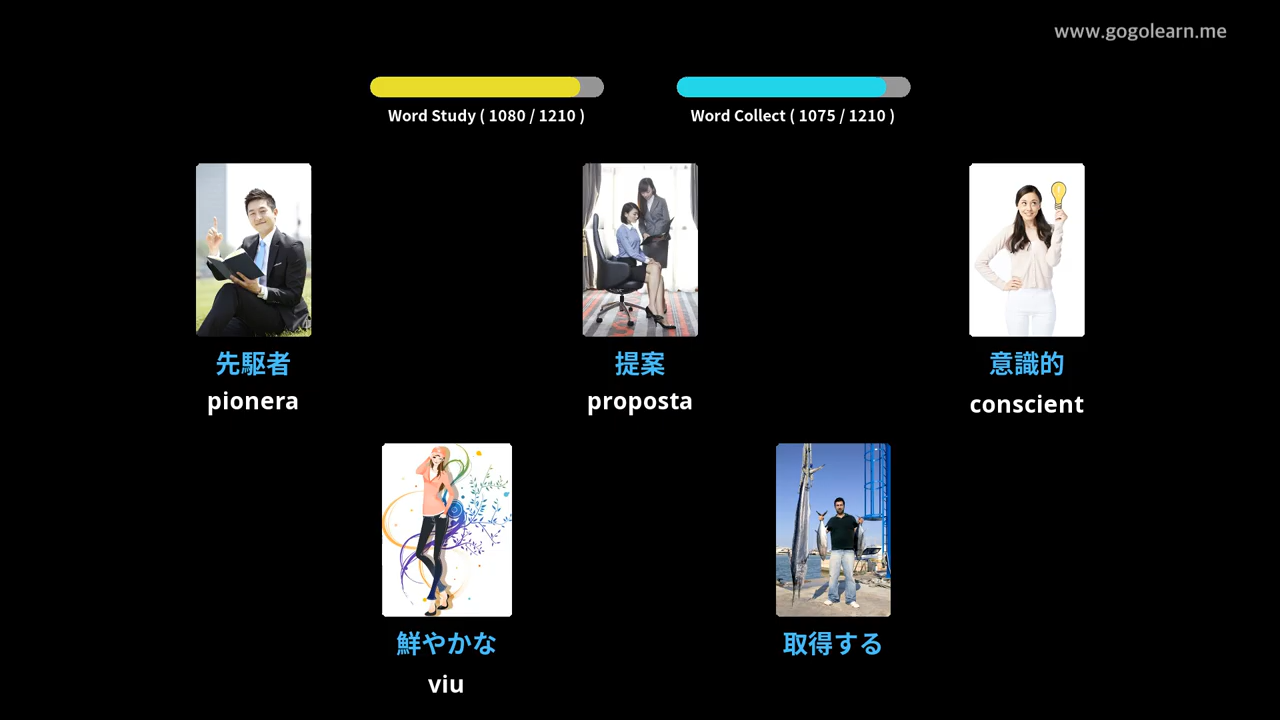 www.gogolearn.me
Word Study ( 1080 / 1210 )
Word Collect ( 1075 / 1210 )
先駆者
pionera
提案
proposta
意識的
conscient
鮮やかな
viu
取得する